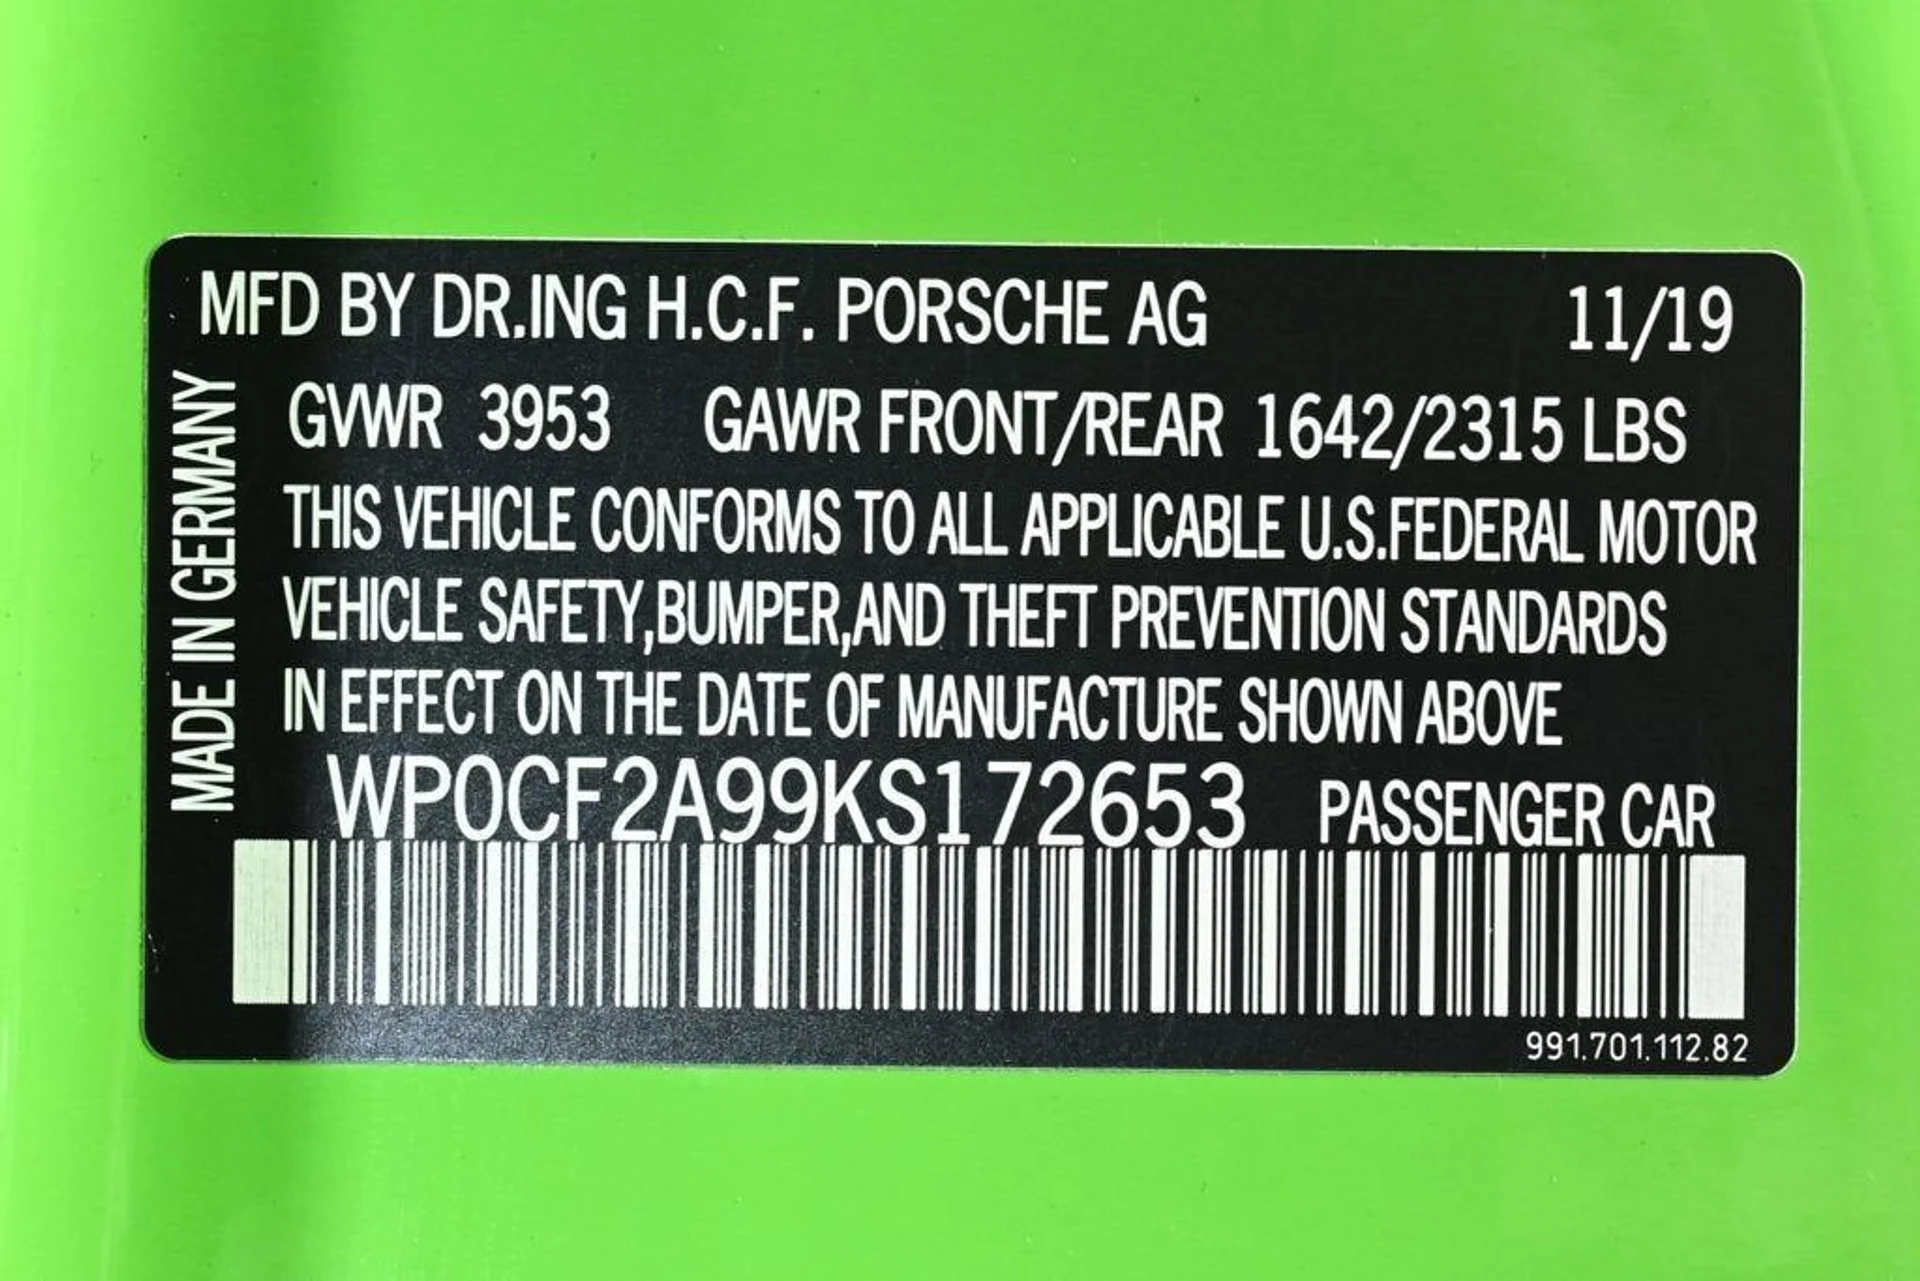 MFD BY DR.ING H.C.F. PORSCHE AG 11/19
GVWR 3953 GAWR FRONT/REAR 1642/2315 LBS
THIS VEHICLE CONFORMS TO ALL APPLICABLE U.S.FEDERAL MOTOR
VEHICLE SAFETY,BUMPER,AND THEFT PREVENTION STANDARDS
IN EFFECT ON THE DATE OF MANUFACTURE SHOWN ABOVE
WP0CF2A99KS172653 PASSENGER CAR
991.701.112.82
MADE IN GERMANY